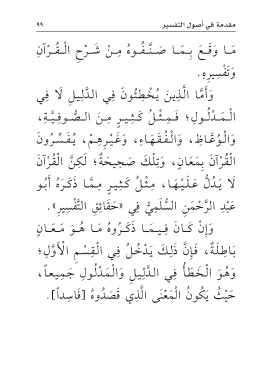 مقدمة في أصول التفسير ٩٩
مَا وَقَعَ بِمَا صَنَّفُوهُ مِنْ شَرْحِ الْقُرْآنِ
وَتَفْسِيرِهِ.
وَأَمَّا الَّذِينَ يُخْطِئُونَ فِي الدَّلِيلِ لَا فِي
الْمَدْلُولِ؛ فَمِثْلُ كَثِيرٍ مِنَ الصُّوفِيَّةِ،
وَالْوُعَّاظِ، وَالْفُقَهَاءِ، وَغَيْرِهِمْ، يُفَسِّرُونَ
الْقُرْآنَ بِمَعَانٍ، وَتِلْكَ صَحِيحَةٌ؛ لَكِنَّ الْقُرْآنَ
لَا يَدُلُّ عَلَيْهَا، مِثْلُ كَثِيرٍ مِمَّا ذَكَرَهُ أَبُو
عَبْدِ الرَّحْمَنِ السُّلَمِيُّ فِي «حَقَائِقِ التَّفْسِيرِ».
وَإِنْ كَانَ فِيمَا ذَكَرُوهُ مَا هُوَ مَعَانٍ
بَاطِلَةٌ، فَإِنَّ ذَلِكَ يَدْخُلُ فِي الْقِسْمِ الْأَوَّلِ؛
وَهُوَ الْخَطَأُ فِي الدَّلِيلِ وَالْمَدْلُولِ جَمِيعاً،
حَيْثُ يَكُونُ الْمَعْنَى الَّذِي قَصَدُوهُ [فَاسِداً].